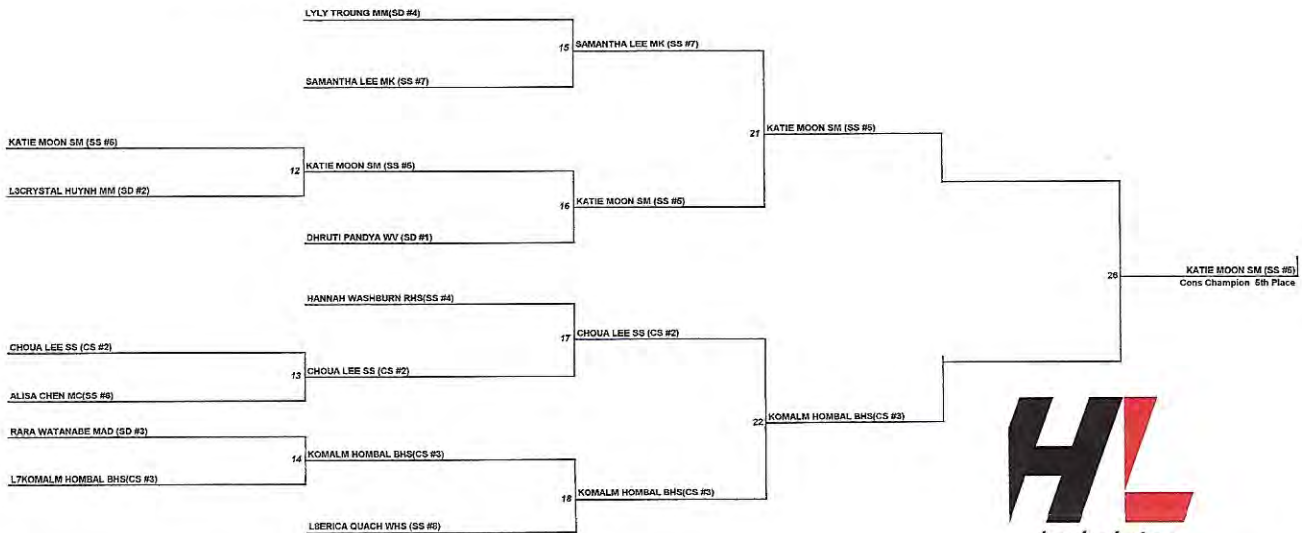 LYLY TROUNG MM(SD #4)
15 SAMANTHA LEE MK (SS #7)
SAMANTHA LEE MK (SS #7)
21 KATIE MOON SM (SS #5)
KATIE MOON SM (SS #5)
12 KATIE MOON SM (SS #5)
L3CRYSTAL HUYNH MM (SD #2)
16 KATIE MOON SM (SS #5)
DHRUTI PANDYA WV (SD #1)
26 KATIE MOON SM (SS #5)
Cons Champion 5th Place
HANNAH WASHBURN RHS(SS #4)
17 CHOUA LEE SS (CS #2)
CHOUA LEE SS (CS #2)
13 CHOUA LEE SS (CS #2)
ALISA CHEN MC(SS #6)
22 KOMALM HOMBAL BHS(CS #3)
RARA WATANABE MAD (SD #3)
14 KOMALM HOMBAL BHS(CS #3)
L7KOMALM HOMBAL BHS(CS #3)
18 KOMALM HOMBAL BHS(CS #3)
L8ERICA QUACH WHS (SS #8)
HL